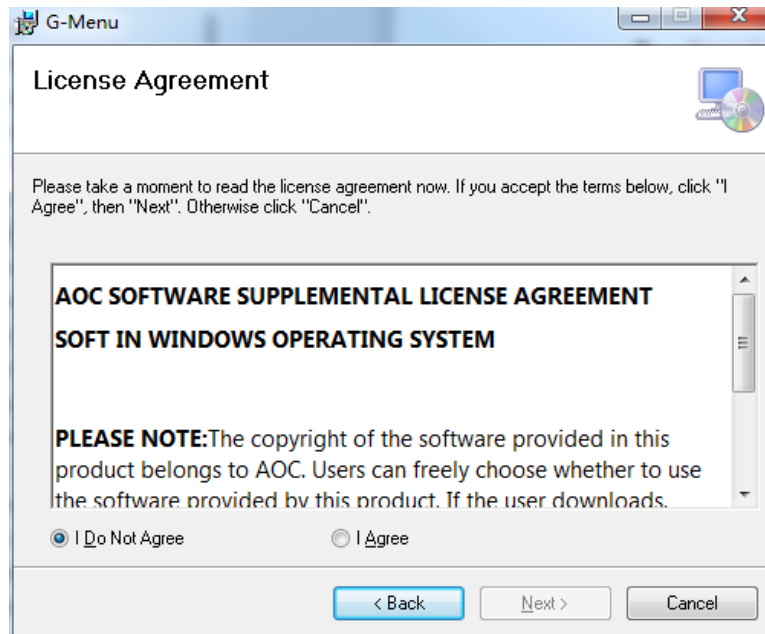 G-Menu
License Agreement
Please take a moment to read the license agreement now. If you accept the terms below, click "I
Agree", then "Next". Otherwise click "Cancel".
AOC SOFTWARE SUPPLEMENTAL LICENSE AGREEMENT
SOFT IN WINDOWS OPERATING SYSTEM
PLEASE NOTE:The copyright of the software provided in this
product belongs to AOC. Users can freely choose whether to use
the software provided by this product. If the user downloads,
I Do Not Agree
I Agree
< Back
Next >
Cancel